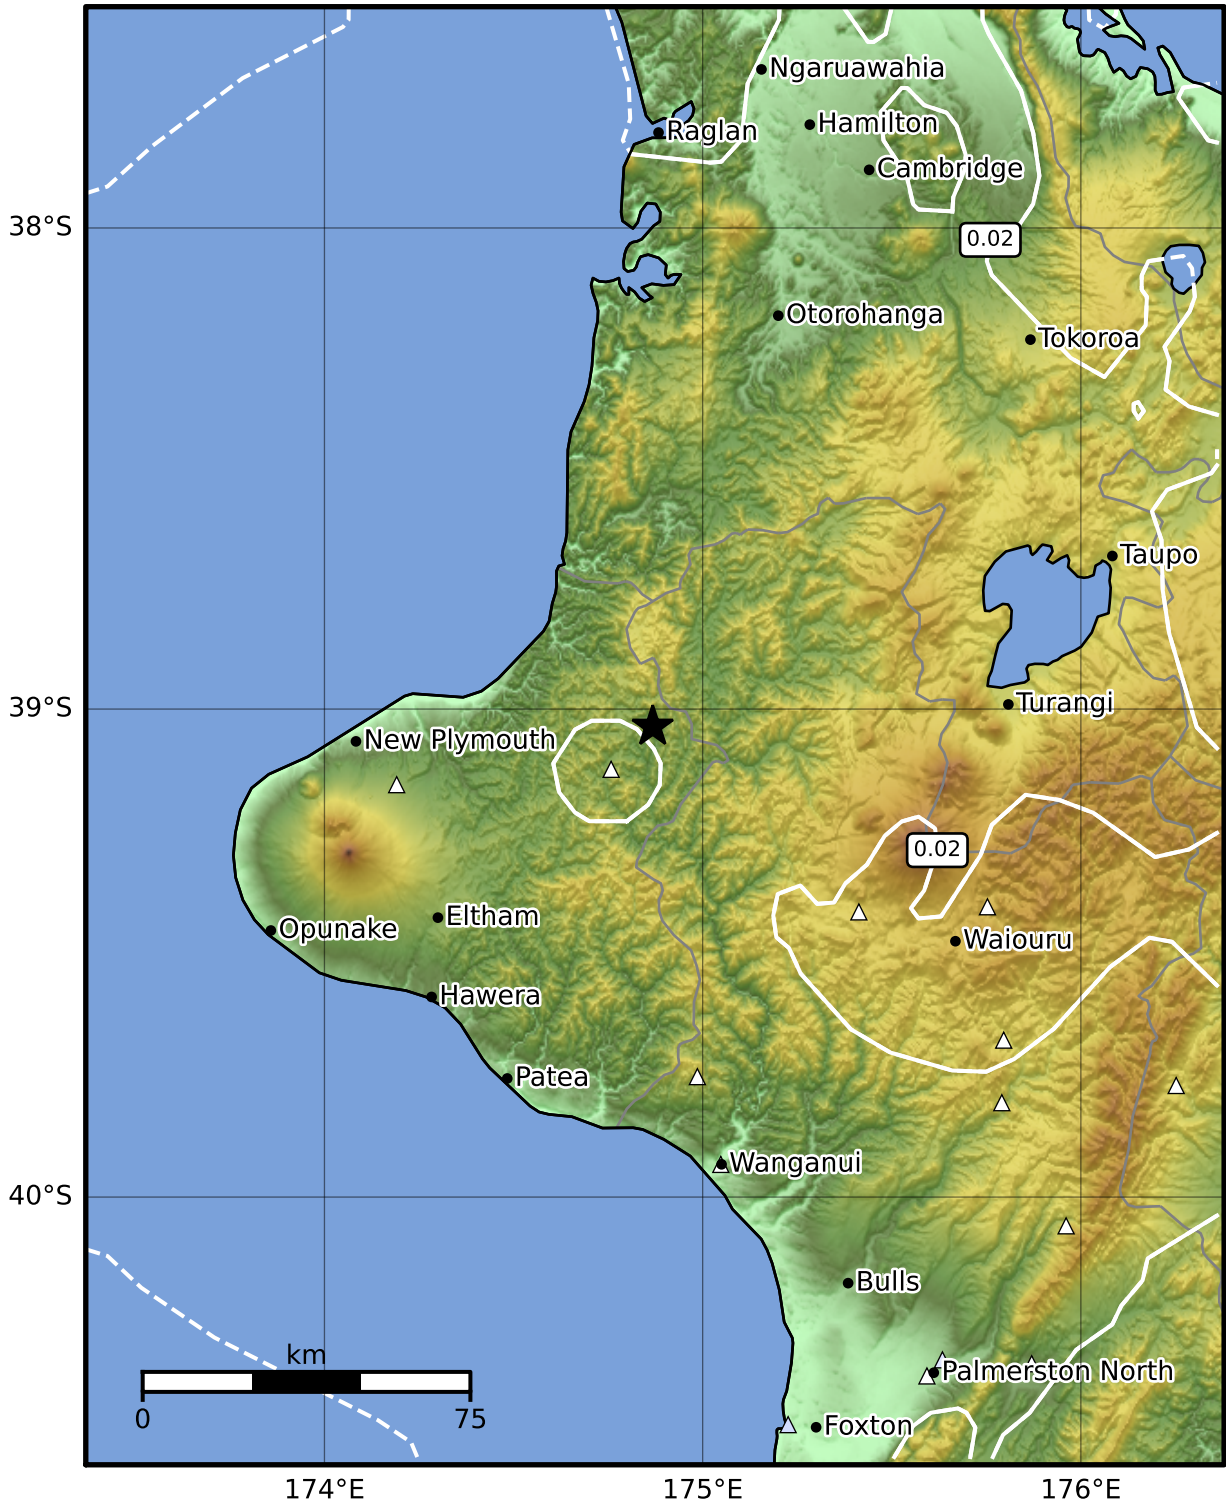 Ngaruawahia
Raglan
Hamilton
Cambridge
38°S
0.02
Otorohanga
Tokoroa
Taupo
39°S
Turangi
New Plymouth
0.02
Opunake
Eltham
Waiouru
Hawera
Patea
Wanganui
40°S
Bulls
km
Palmerston North
0
75
Foxton
174°E
175°E
176°E